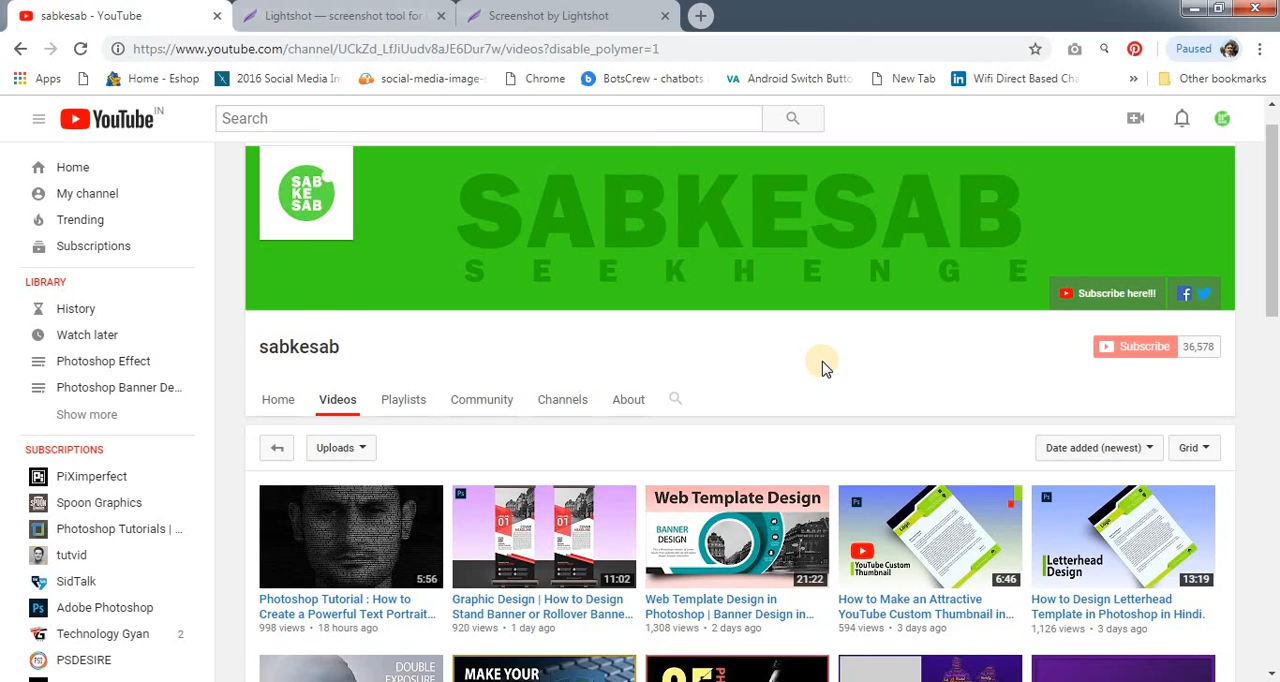 sabkesab - YouTube
Lightshot — screenshot tool for
Screenshot by Lightshot
https://www.youtube.com/channel/UCkZd_LfJiUudv8aJE6Dur7w/videos?disable_polymer=1
Paused
Apps
Home - Eshop
2016 Social Media Im
social-media-image-
Chrome
BotsCrew - chatbots
VA Android Switch Butto
New Tab
Wifi Direct Based Cha
Other bookmarks
YouTube IN
Search
Home
My channel
Trending
Subscriptions
LIBRARY
History
Watch later
Photoshop Effect
Photoshop Banner De...
Show more
SUBSCRIPTIONS
PiXimperfect
Spoon Graphics
Photoshop Tutorials | ...
tutvid
SidTalk
Adobe Photoshop
Technology Gyan 2
PSDESIRE
SAB
KE
SAB
SABKESAB
SEEKHENGE
Subscribe here!!!
sabkesab
Subscribe 36,578
Home Videos Playlists Community Channels About
Uploads
Date added (newest)
Grid
5:56
Photoshop Tutorial : How to
Create a Powerful Text Portrait...
998 views • 18 hours ago
Ps
01
01
11:02
Graphic Design | How to Design
Stand Banner or Rollover Banne...
920 views • 1 day ago
Web Template Design
BANNER
DESIGN
21:22
Web Template Design in
Photoshop | Banner Design in...
1,308 views • 2 days ago
Ps
YouTube Custom
Thumbnail
6:46
How to Make an Attractive
YouTube Custom Thumbnail in...
594 views • 3 days ago
Ps
Letterhead
Design
13:19
How to Design Letterhead
Template in Photoshop in Hindi.
1,126 views • 3 days ago
DOUBLE
EXPOSURE
MAKE YOUR